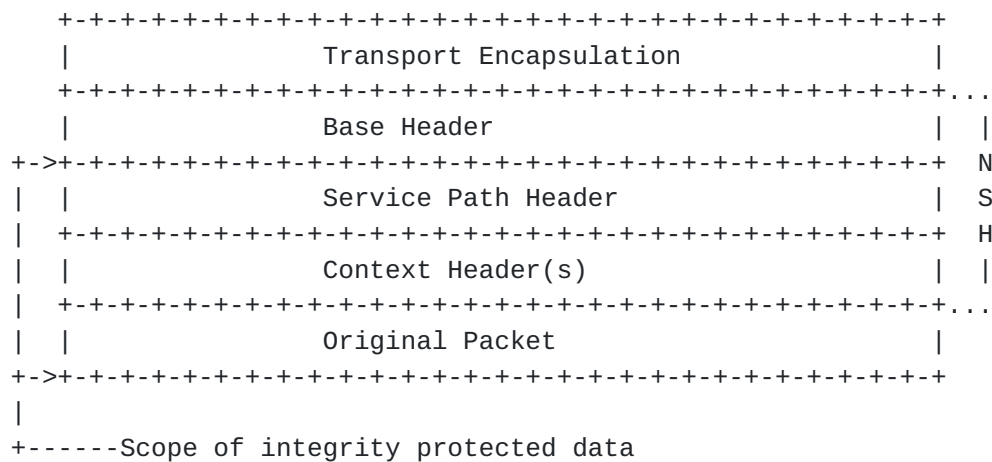 +-+-+-+-+-+-+-+-+-+-+-+-+-+-+-+-+-+-+-+-+-+-+-+-+
   |              Transport Encapsulation              |
   +-+-+-+-+-+-+-+-+-+-+-+-+-+-+-+-+-+-+-+-+-+-+-+-+...
   |              Base Header                        |  |
+->+-+-+-+-+-+-+-+-+-+-+-+-+-+-+-+-+-+-+-+-+-+-+-+-+  N
|  |              Service Path Header                |  S
|  +-+-+-+-+-+-+-+-+-+-+-+-+-+-+-+-+-+-+-+-+-+-+-+-+  H
|  |              Context Header(s)                  |  |
|  +-+-+-+-+-+-+-+-+-+-+-+-+-+-+-+-+-+-+-+-+-+-+-+-+...
|  |              Original Packet                    |
+->+-+-+-+-+-+-+-+-+-+-+-+-+-+-+-+-+-+-+-+-+-+-+-+-+
|
+------Scope of integrity protected data